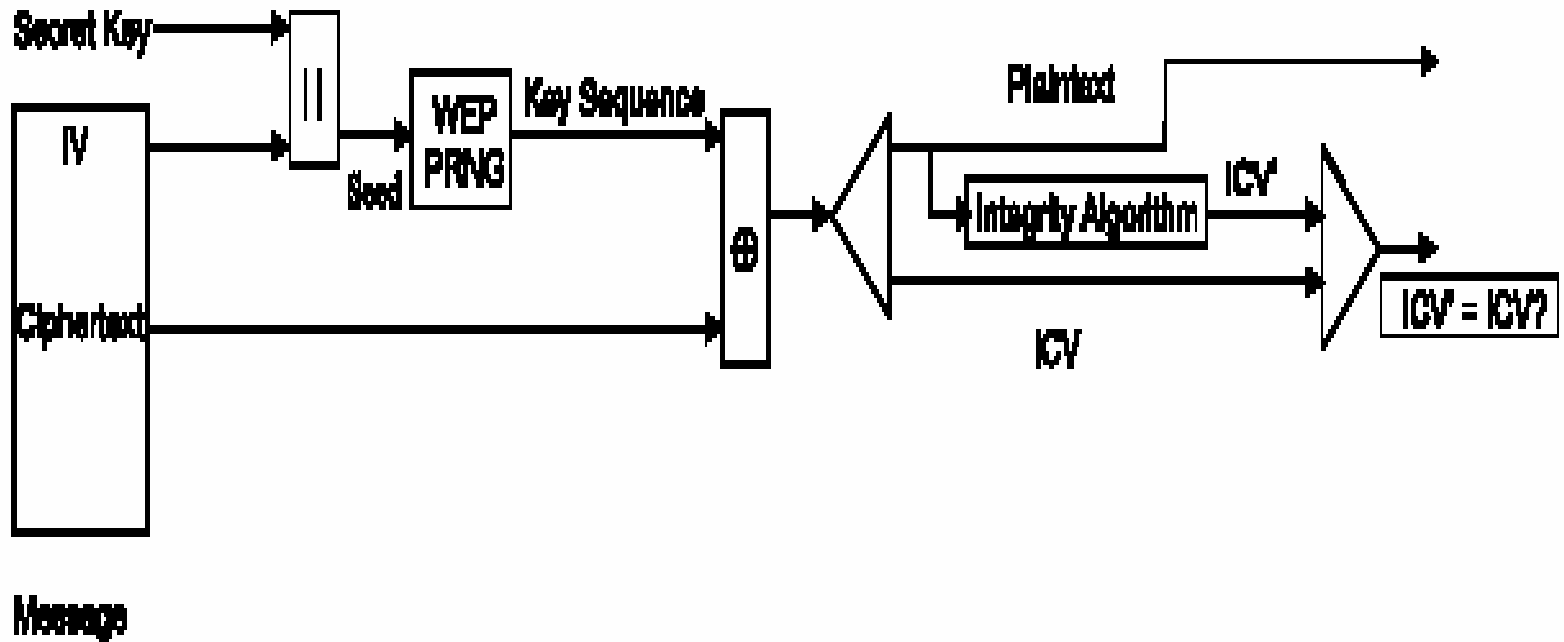 Secret Key
||
IV
Seed
WEP
PRNG
Key Sequence
Ciphertext
⊕
Plaintext
Integrity Algorithm
ICV'
ICV
ICV' = ICV?
Message